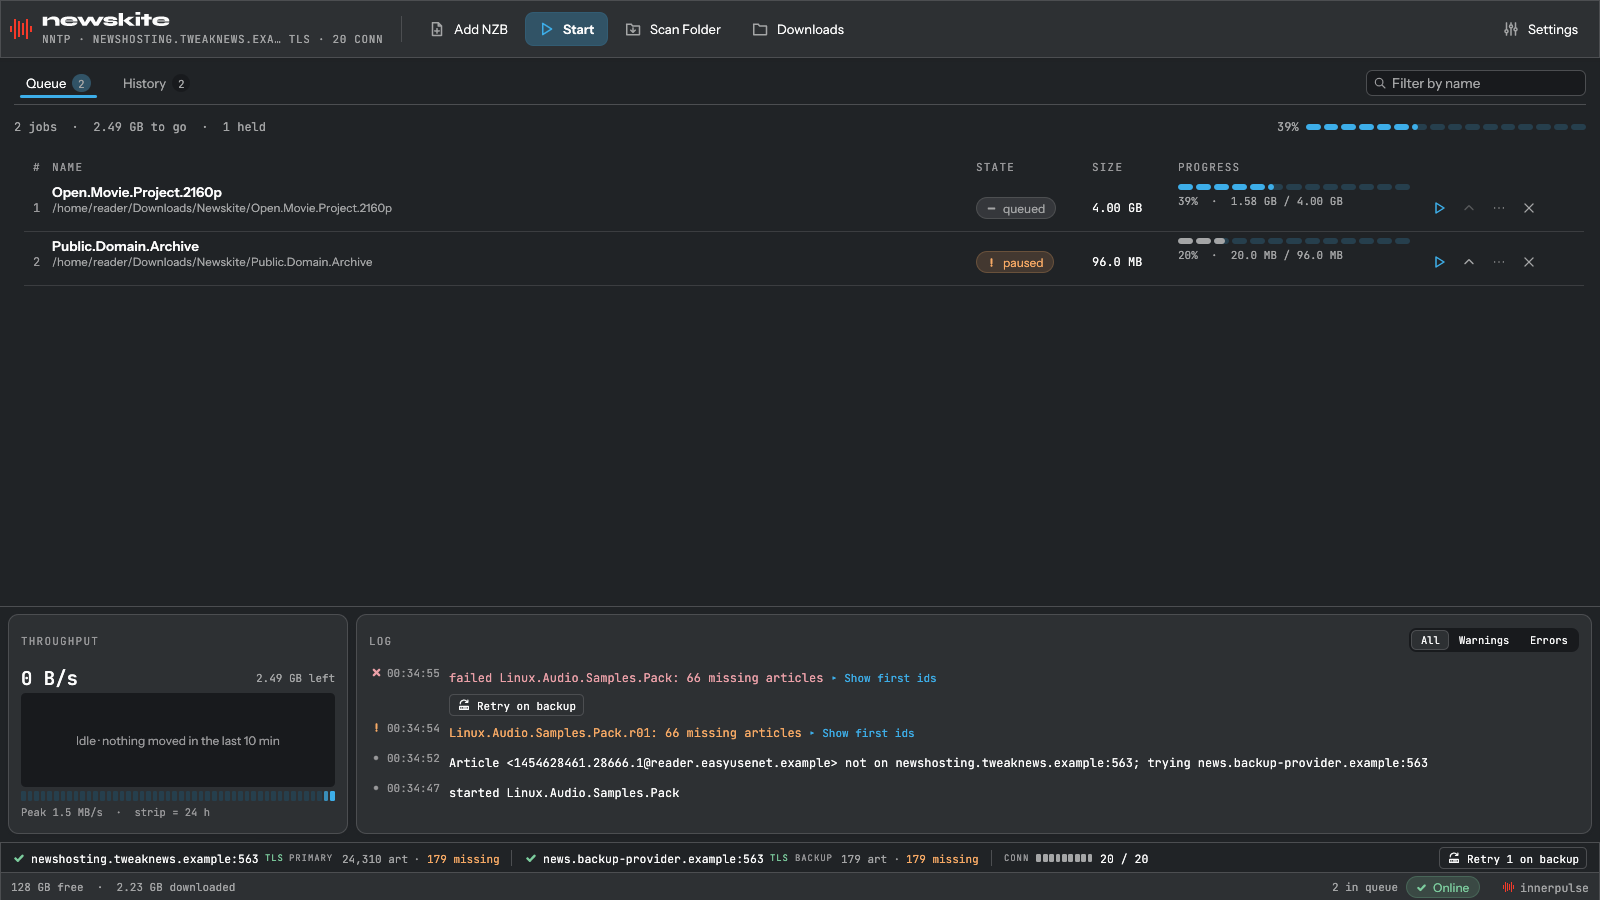 newskite
NNTP · NEWSHOSTING.TWEAKNEWS.EXA… TLS · 20 CONN
Add NZB
Start
Scan Folder
Downloads
Settings
Queue 2
History 2
Filter by name
2 jobs · 2.49 GB to go · 1 held
39%
# NAME STATE SIZE PROGRESS
Open.Movie.Project.2160p
1 /home/reader/Downloads/Newskite/Open.Movie.Project.2160p
queued
4.00 GB
39% · 1.58 GB / 4.00 GB
Public.Domain.Archive
2 /home/reader/Downloads/Newskite/Public.Domain.Archive
! paused
96.0 MB
20% · 20.0 MB / 96.0 MB
THROUGHPUT
0 B/s
2.49 GB left
Idle · nothing moved in the last 10 min
Peak 1.5 MB/s · strip = 24 h
LOG
All Warnings Errors
00:34:55 failed Linux.Audio.Samples.Pack: 66 missing articles ▸ Show first ids
Retry on backup
! 00:34:54 Linux.Audio.Samples.Pack.r01: 66 missing articles ▸ Show first ids
00:34:52 Article <1454628461.28666.1@reader.easyusenet.example> not on newshosting.tweaknews.example:563; trying news.backup-provider.example:563
00:34:47 started Linux.Audio.Samples.Pack
newshosting.tweaknews.example:563 TLS PRIMARY 24,310 art · 179 missing
news.backup-provider.example:563 TLS BACKUP 179 art · 179 missing
CONN 20 / 20
Retry 1 on backup
128 GB free · 2.23 GB downloaded
2 in queue
Online
innerpulse